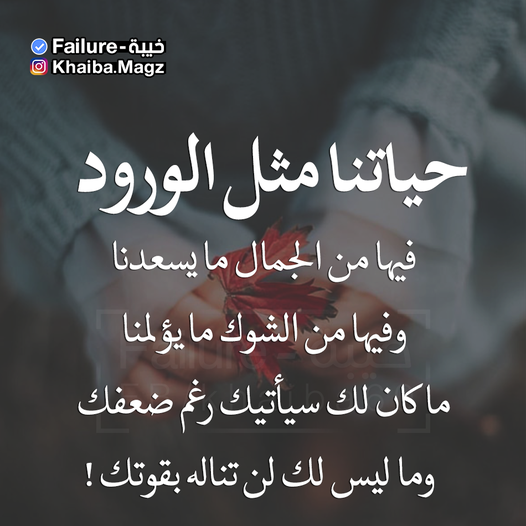 Failure-خيبة
Khaiba.Magz
حياتنا مثل الورود
فيها من الجمال ما يسعدنا
وفيها من الشوك ما يؤلمنا
ما كان لك سيأتيك رغم ضعفك
وما ليس لك لن تناله بقوتك !